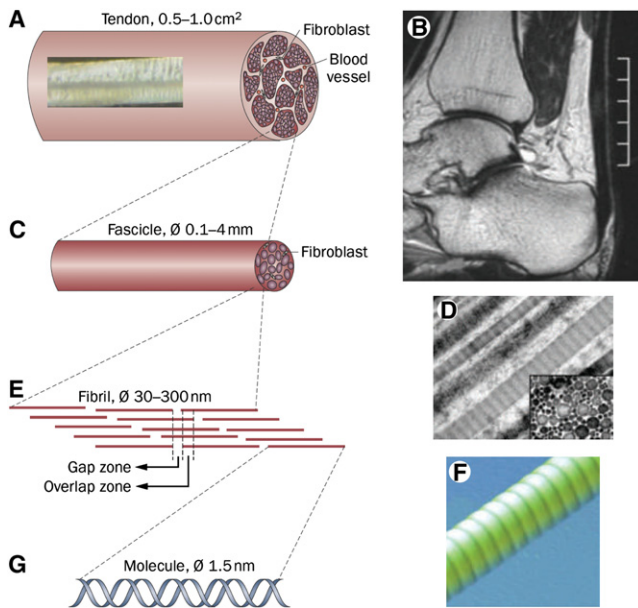 A
Tendon, 0.5–1.0 cm²
Fibroblast
Blood
vessel
B
C
Fascicle, Ø 0.1–4 mm
Fibroblast
D
E
Fibril, Ø 30–300 nm
Gap zone
Overlap zone
F
G
Molecule, Ø 1.5 nm